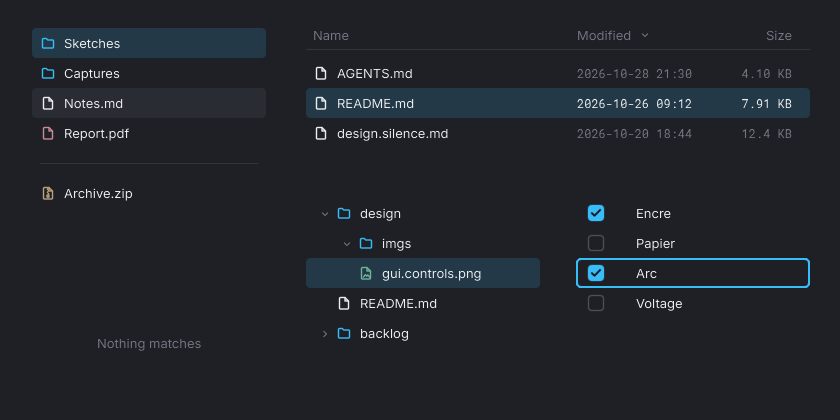 Sketches
Captures
Notes.md
Report.pdf
Archive.zip
Nothing matches
Name Modified Size
AGENTS.md 2026-10-28 21:30 4.10 KB
README.md 2026-10-26 09:12 7.91 KB
design.silence.md 2026-10-20 18:44 12.4 KB
design
imgs
gui.controls.png
README.md
backlog
Encre
Papier
Arc
Voltage